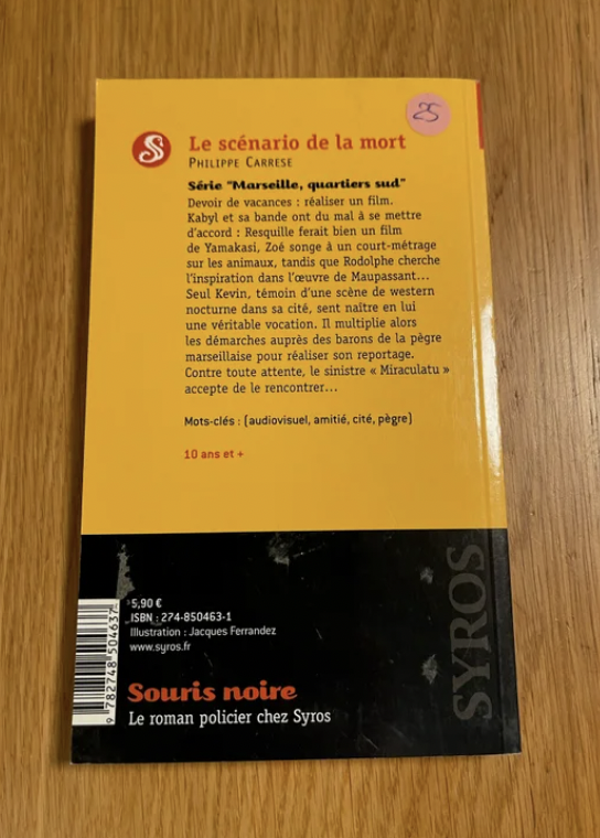 25
Le scénario de la mort
PHILIPPE CARRESE
Série "Marseille, quartiers sud"
Devoir de vacances : réaliser un film.
Kabyl et sa bande ont du mal à se mettre
d'accord : Resquille ferait bien un film
de Yamakasi, Zoé songe à un court-métrage
sur les animaux, tandis que Rodolphe cherche
l'inspiration dans l'œuvre de Maupassant...
Seul Kevin, témoin d'une scène de western
nocturne dans sa cité, sent naître en lui
une véritable vocation. Il multiplie alors
les démarches auprès des barons de la pègre
marseillaise pour réaliser son reportage.
Contre toute attente, le sinistre « Miraculatu »
accepte de le rencontrer...
Mots-clés : (audiovisuel, amitié, cité, pègre)
10 ans et +
5,90 €
ISBN : 274-850463-1
Illustration : Jacques Ferrandez
www.syros.fr
9 782748 504637
SYROS
Souris noire
Le roman policier chez Syros